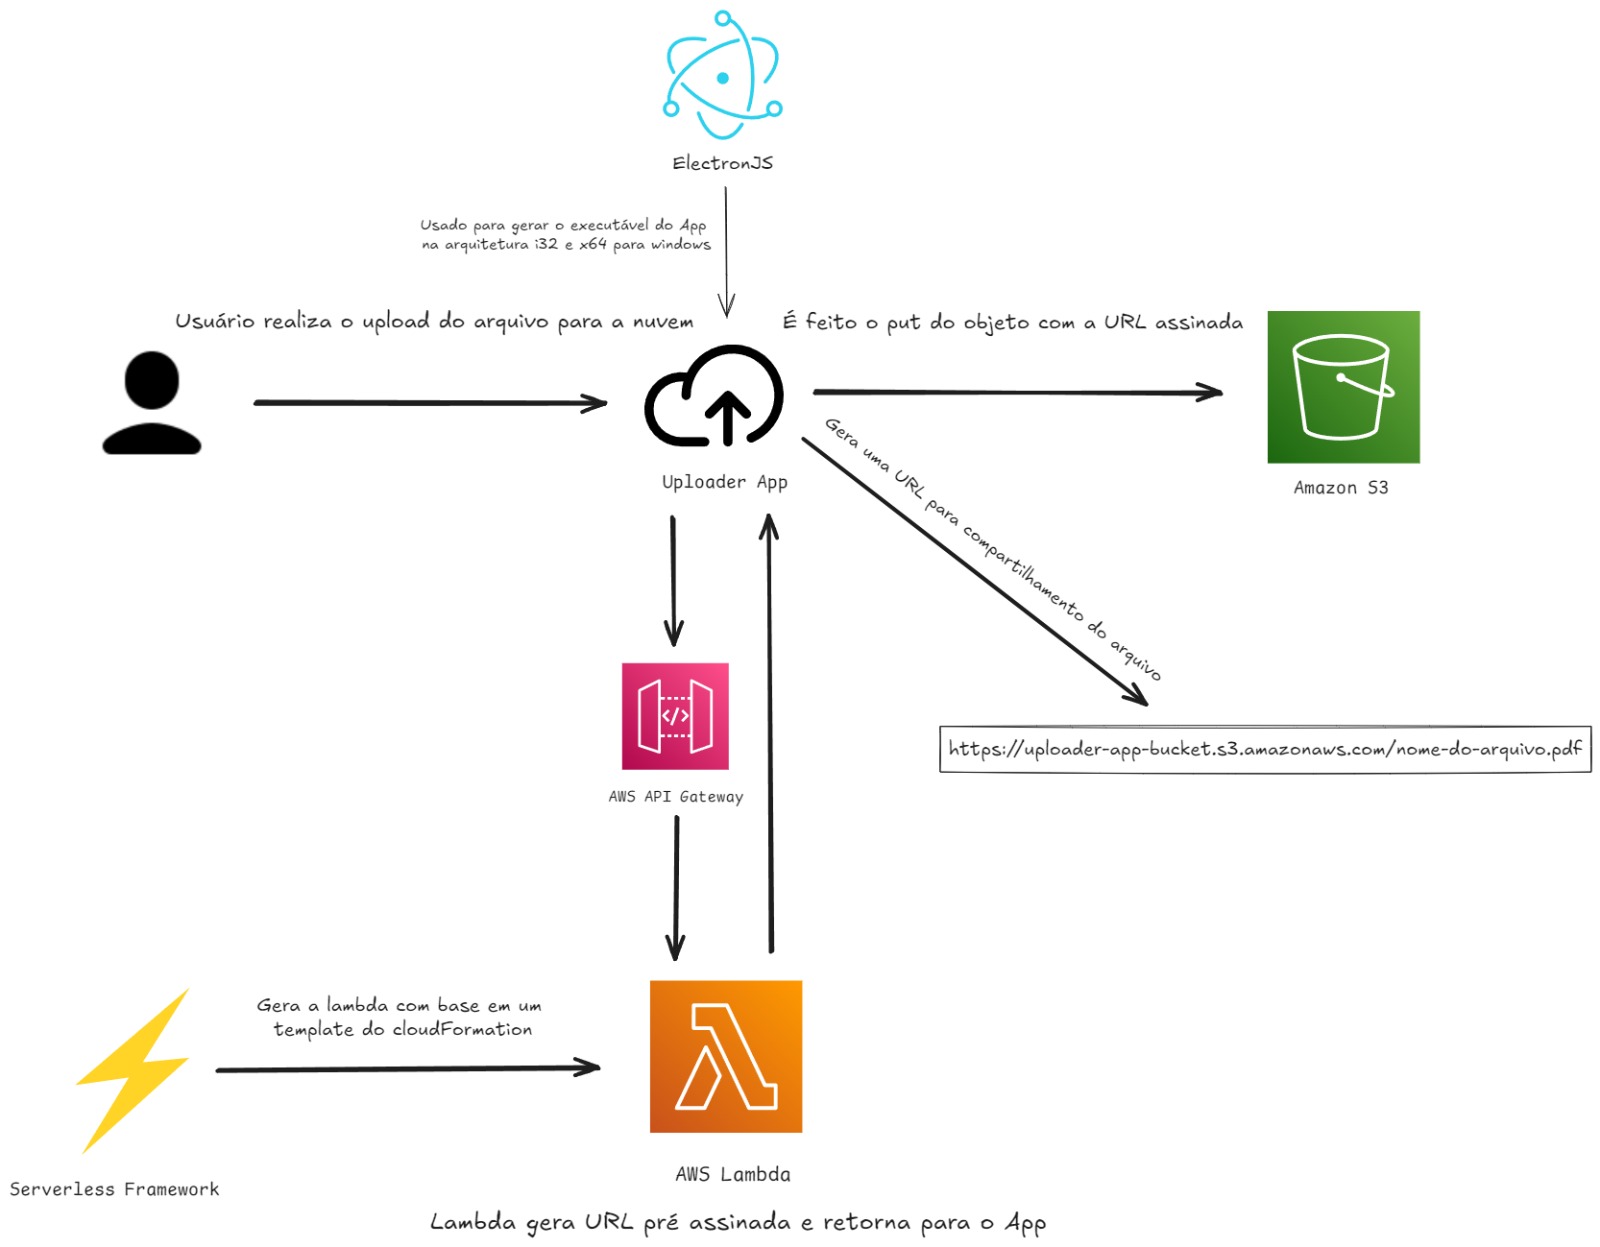 ElectronJS
Usado para gerar o executável do App
na arquitetura i32 e x64 para windows
Usuário realiza o upload do arquivo para a nuvem
É feito o put do objeto com a URL assinada
Uploader App
Amazon S3
Gera uma URL para compartilhamento do arquivo
https://uploader-app-bucket.s3.amazonaws.com/nome-do-arquivo.pdf
</>
AWS API Gateway
Gera a lambda com base em um
template do cloudFormation
Serverless Framework
AWS Lambda
Lambda gera URL pré assinada e retorna para o App